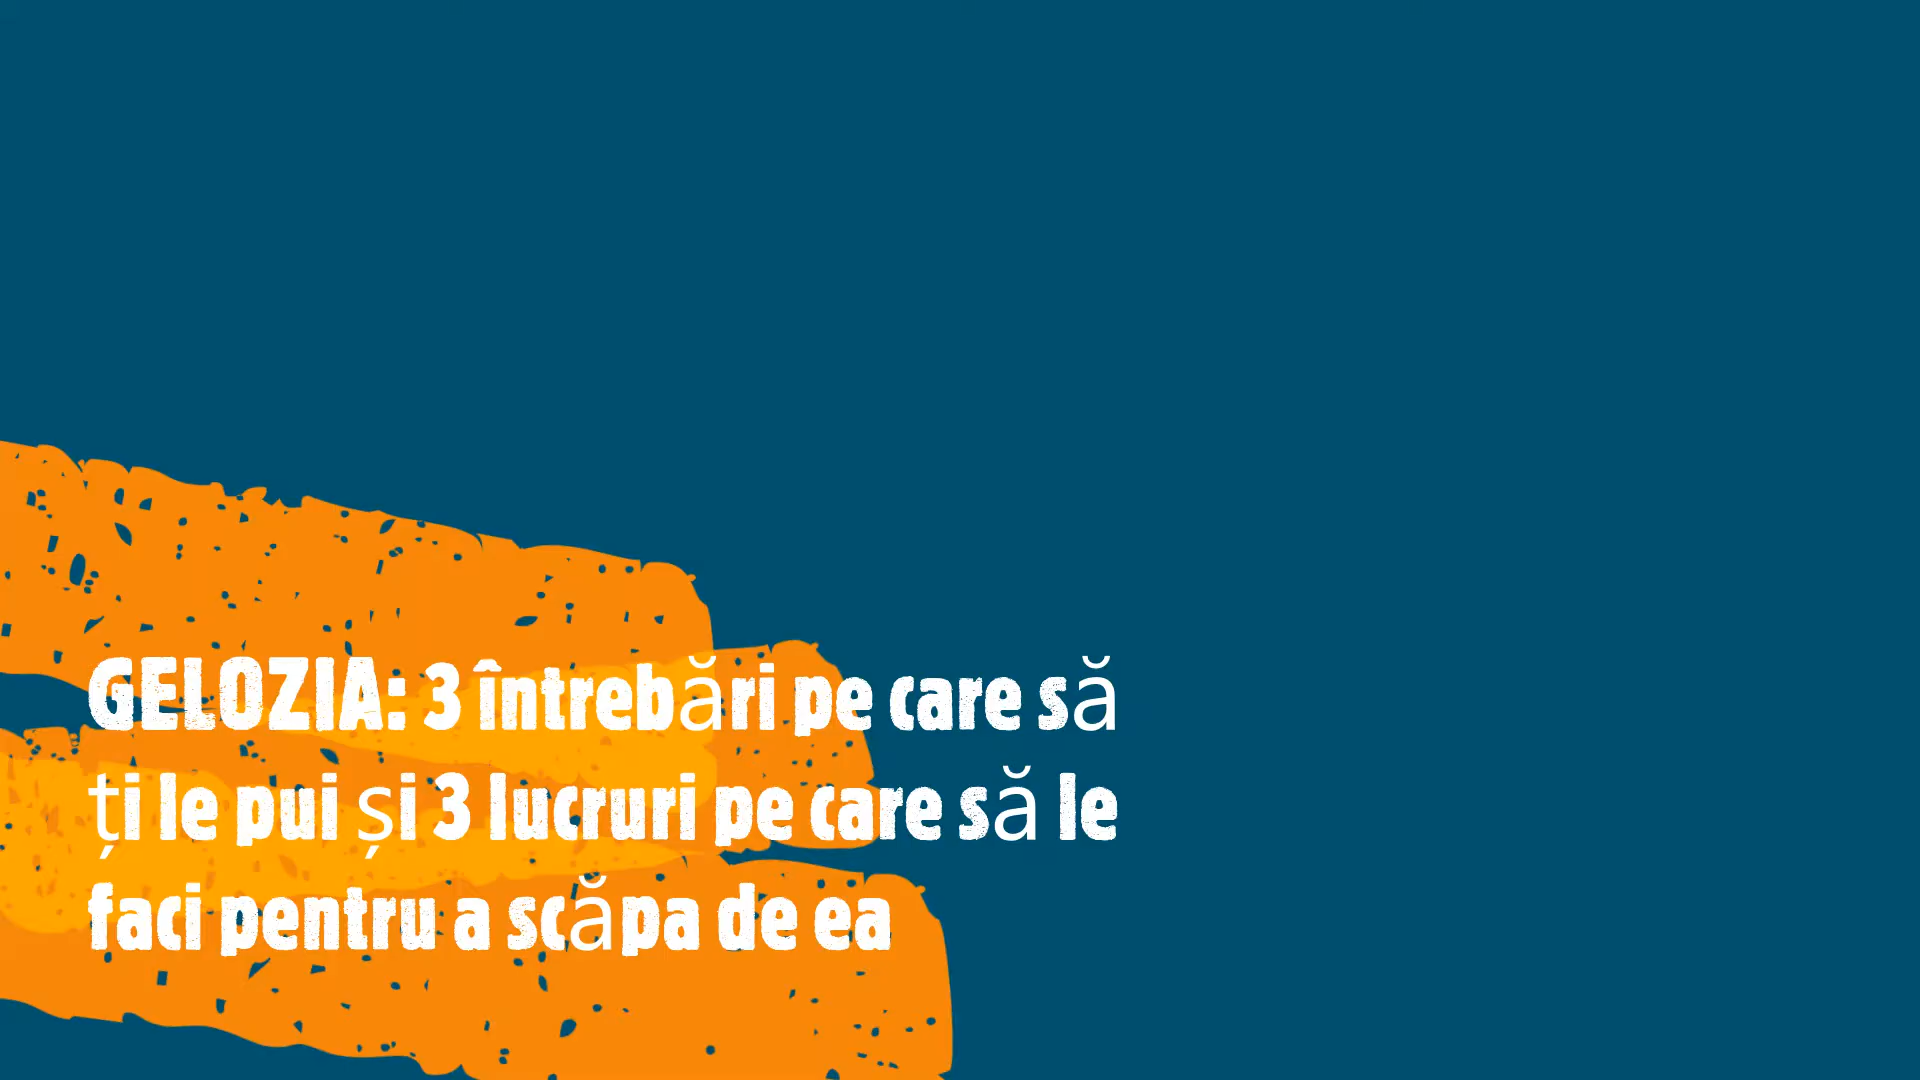 GELOZIA: 3 întrebări pe care să
ți le pui și 3 lucruri pe care să le
faci pentru a scăpa de ea